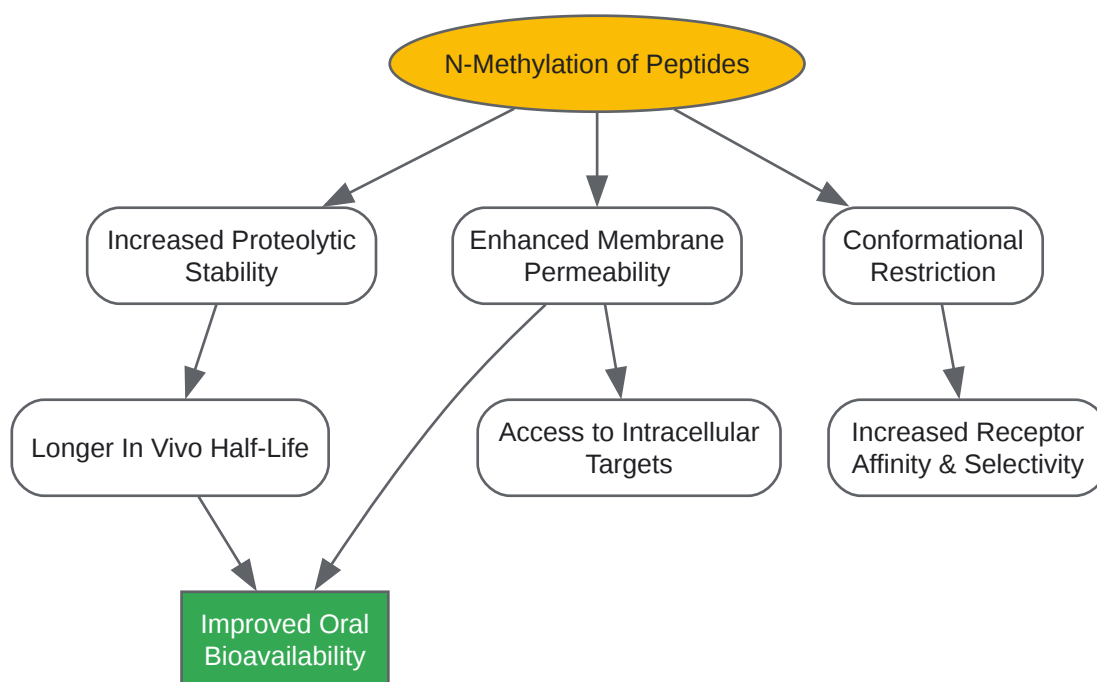 N-Methylation of Peptides
Increased Proteolytic
Stability
Enhanced Membrane
Permeability
Conformational
Restriction
Longer In Vivo Half-Life
Access to Intracellular
Targets
Increased Receptor
Affinity & Selectivity
Improved Oral
Bioavailability